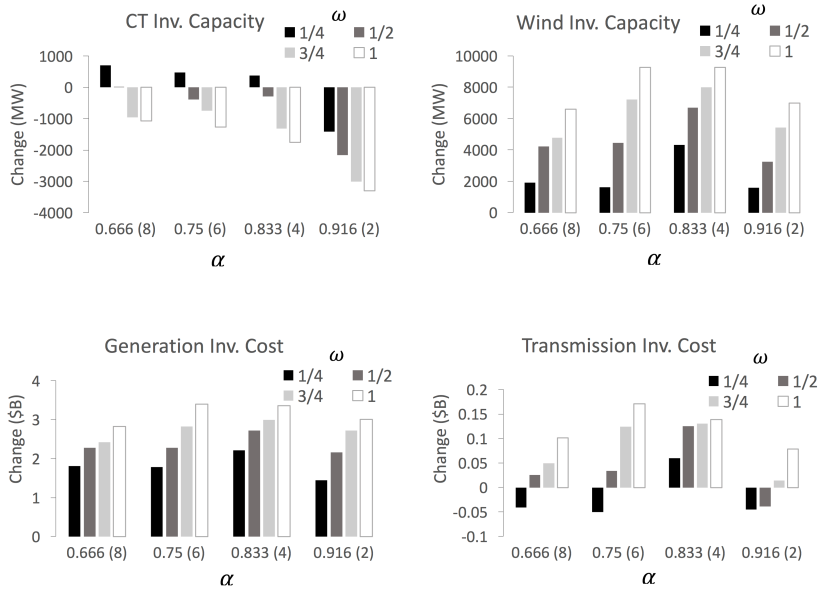 CT Inv. Capacity
ω
1/4 1/2
3/4 1
Change (MW)
1000
0
-1000
-2000
-3000
-4000
0.666 (8) 0.75 (6) 0.833 (4) 0.916 (2)
α
Wind Inv. Capacity
ω
1/4 1/2
3/4 1
Change (MW)
10000
8000
6000
4000
2000
0
0.666 (8) 0.75 (6) 0.833 (4) 0.916 (2)
α
Generation Inv. Cost
ω
1/4 1/2
3/4 1
Change ($B)
4
3
2
1
0
0.666 (8) 0.75 (6) 0.833 (4) 0.916 (2)
α
Transmission Inv. Cost
ω
1/4 1/2
3/4 1
Change ($B)
0.2
0.15
0.1
0.05
0
-0.05
-0.1
0.666 (8) 0.75 (6) 0.833 (4) 0.916 (2)
α